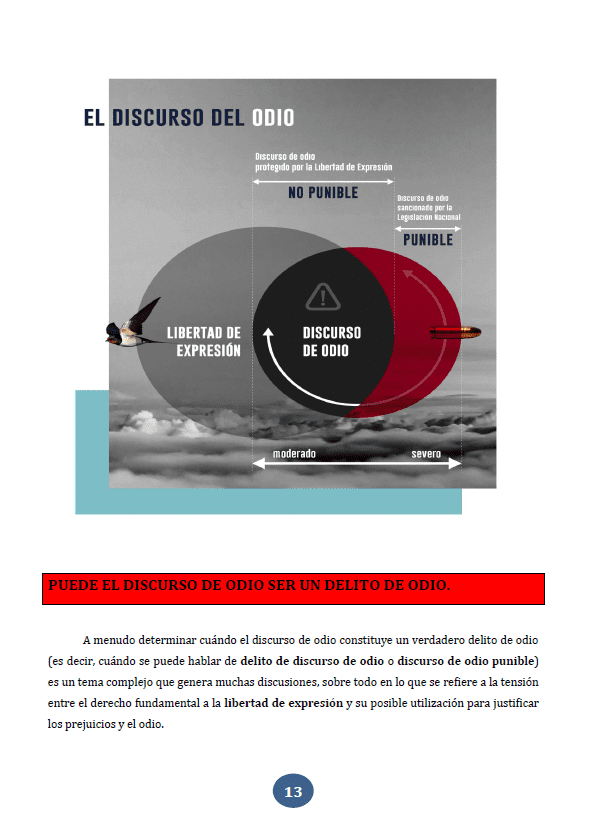 EL DISCURSO DEL ODIO
Discurso de odio
protegido por la Libertad de Expresión
NO PUNIBLE
Discurso de odio
sancionado por la
Legislación Nacional
PUNIBLE
LIBERTAD DE
EXPRESIÓN
DISCURSO
DE ODIO
moderado
severo
PUEDE EL DISCURSO DE ODIO SER UN DELITO DE ODIO.
A menudo determinar cuándo el discurso de odio constituye un verdadero delito de odio
(es decir, cuándo se puede hablar de delito de discurso de odio o discurso de odio punible)
es un tema complejo que genera muchas discusiones, sobre todo en lo que se refiere a la tensión
entre el derecho fundamental a la libertad de expresión y su posible utilización para justificar
los prejuicios y el odio.
13